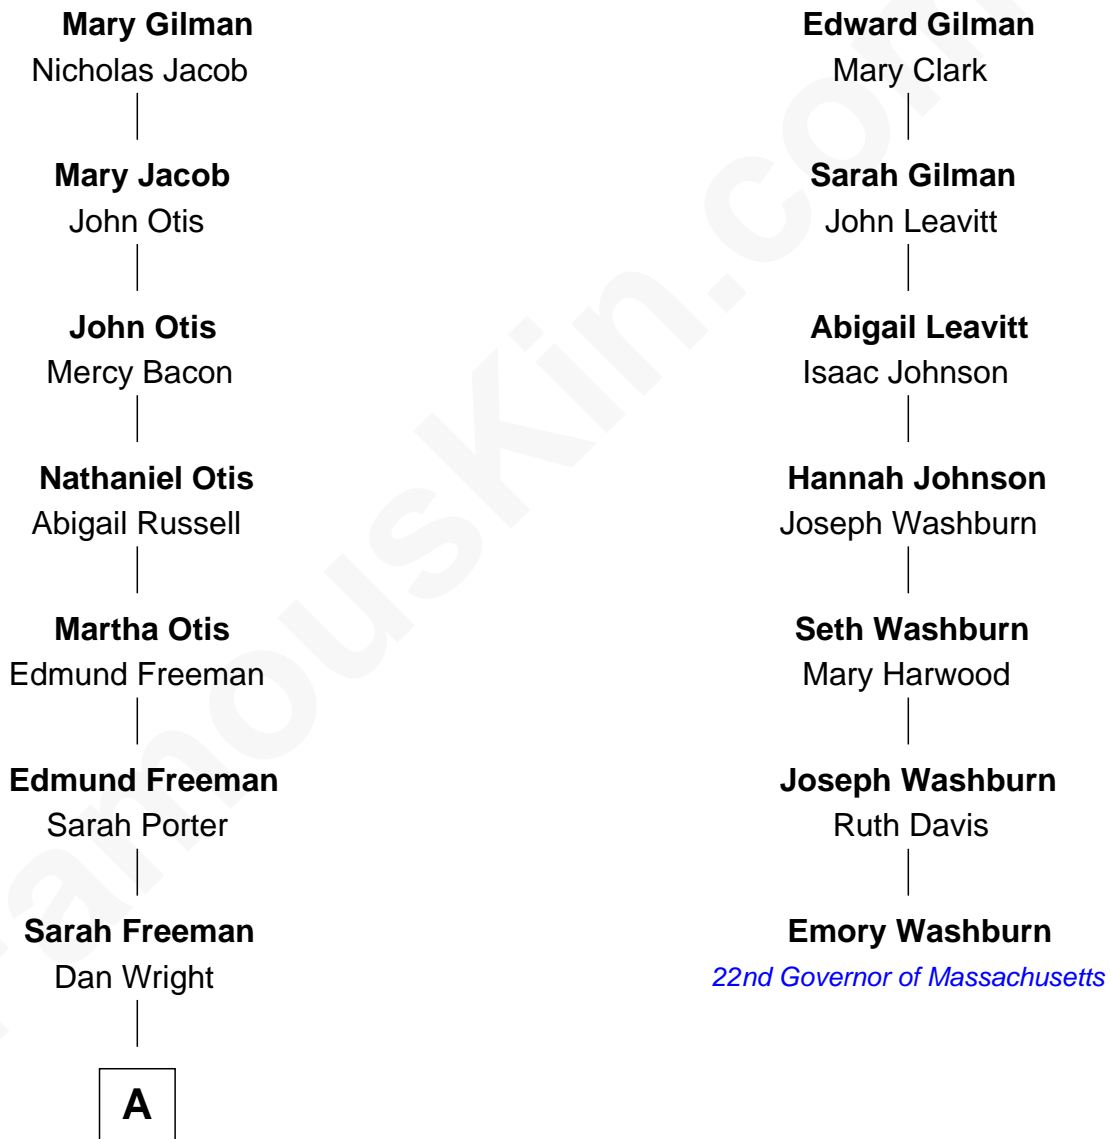 Mary Gilman
Nicholas Jacob
Mary Jacob
John Otis
John Otis
Mercy Bacon
Nathaniel Otis
Abigail Russell
Martha Otis
Edmund Freeman
Edmund Freeman
Sarah Porter
Sarah Freeman
Dan Wright
A
Edward Gilman
Mary Clark
Sarah Gilman
John Leavitt
Abigail Leavitt
Isaac Johnson
Hannah Johnson
Joseph Washburn
Seth Washburn
Mary Harwood
Joseph Washburn
Ruth Davis
Emory Washburn
22nd Governor of Massachusetts
FamousKin.com